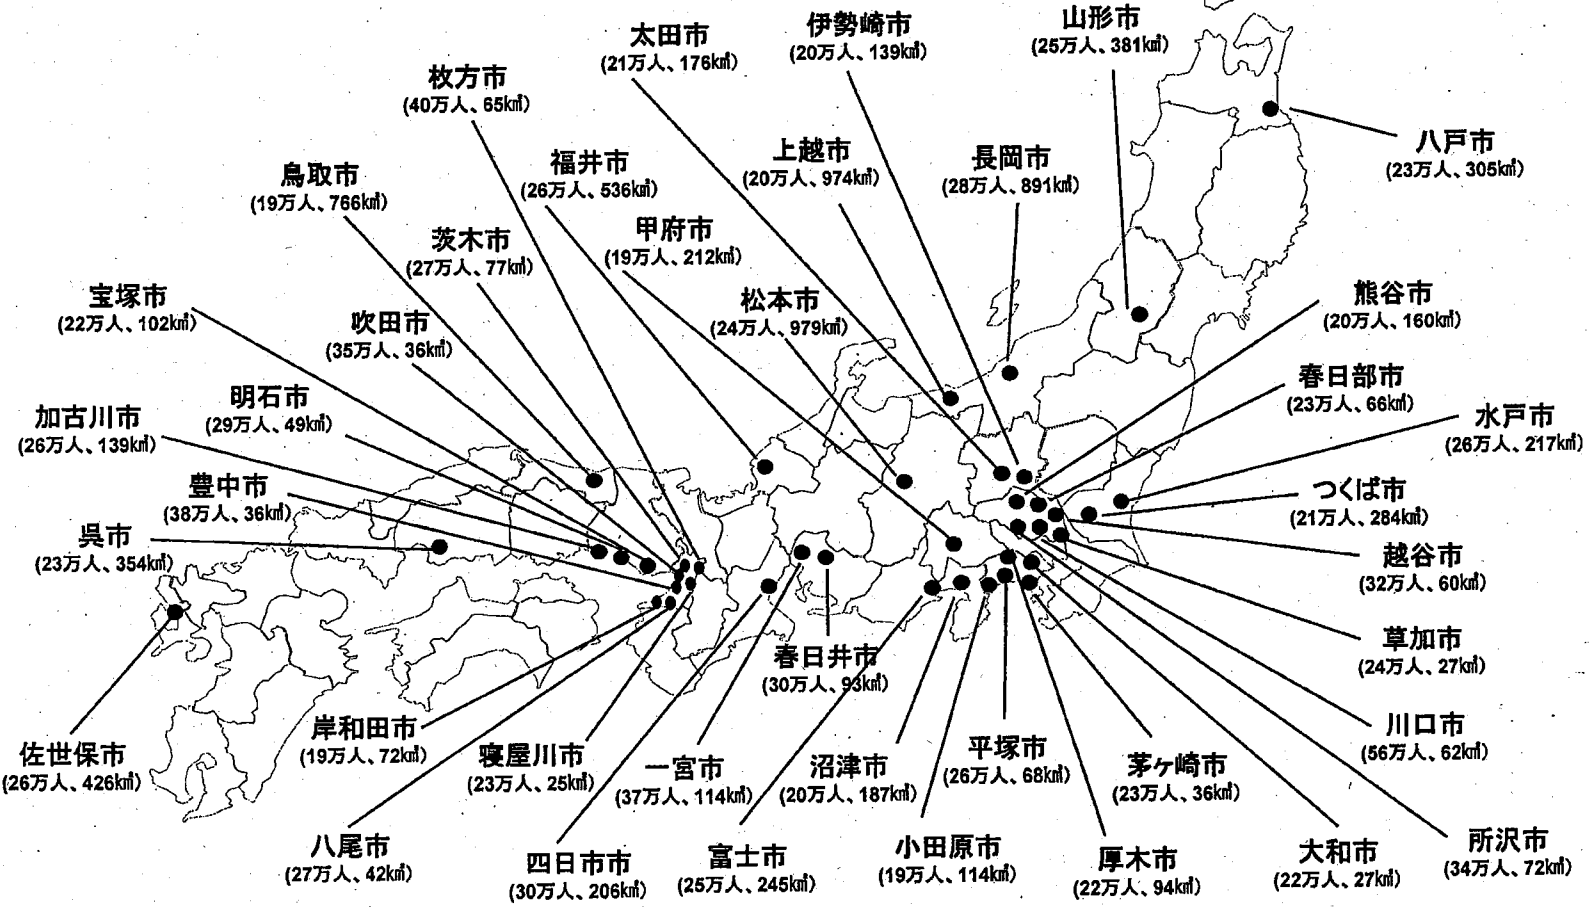 伊勢崎市
(20万人、139k㎡)
山形市
(25万人、381k㎡)
太田市
(21万人、176k㎡)
枚方市
(40万人、65k㎡)
八戸市
(23万人、305k㎡)
上越市
(20万人、974k㎡)
長岡市
(28万人、891k㎡)
福井市
(26万人、536k㎡)
鳥取市
(19万人、766k㎡)
甲府市
(19万人、212k㎡)
茨木市
(27万人、77k㎡)
松本市
(24万人、979k㎡)
熊谷市
(20万人、160k㎡)
宝塚市
(22万人、102k㎡)
吹田市
(35万人、36k㎡)
春日部市
(23万人、66k㎡)
明石市
(29万人、49k㎡)
水戸市
(26万人、217k㎡)
加古川市
(26万人、139k㎡)
豊中市
(38万人、36k㎡)
つくば市
(21万人、284k㎡)
呉市
(23万人、354k㎡)
越谷市
(32万人、60k㎡)
草加市
(24万人、27k㎡)
春日井市
(30万人、93k㎡)
川口市
(56万人、62k㎡)
佐世保市
(26万人、426k㎡)
岸和田市
(19万人、72k㎡)
寝屋川市
(23万人、25k㎡)
一宮市
(37万人、114k㎡)
沼津市
(20万人、187k㎡)
平塚市
(26万人、68k㎡)
茅ヶ崎市
(23万人、36k㎡)
八尾市
(27万人、42k㎡)
四日市市
(30万人、206k㎡)
富士市
(25万人、245k㎡)
小田原市
(19万人、114k㎡)
厚木市
(22万人、94k㎡)
大和市
(22万人、27k㎡)
所沢市
(34万人、72k㎡)